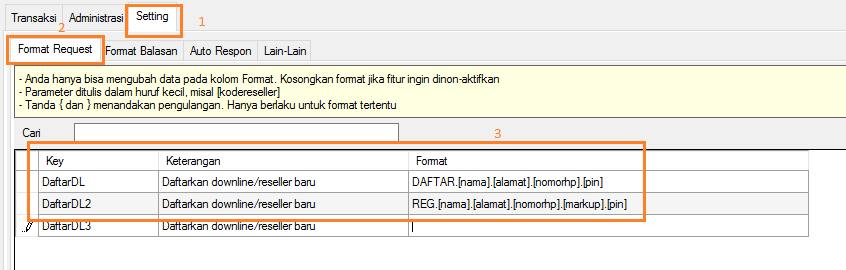 1
Transaksi Administrasi Setting
2
Format Request Format Balasan Auto Respon Lain-Lain
- Anda hanya bisa mengubah data pada kolom Format. Kosongkan format jika fitur ingin dinon-aktifkan
- Parameter ditulis dalam huruf kecil, misal [kodereseller]
- Tanda { dan } menandakan pengulangan. Hanya berlaku untuk format tertentu
Cari 3
Key Keterangan Format
DaftarDL Daftarkan downline/reseller baru DAFTAR.[nama].[alamat].[nomorhp].[pin]
DaftarDL2 Daftarkan downline/reseller baru REG.[nama].[alamat].[nomorhp].[markup].[pin]
DaftarDL3 Daftarkan downline/reseller baru